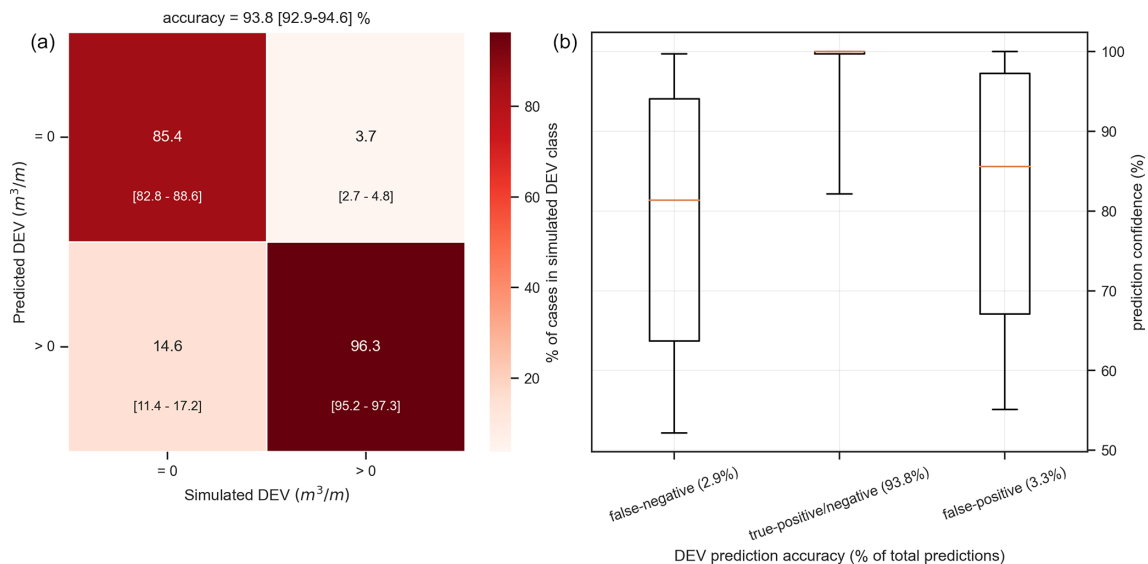 accuracy = 93.8 [92.9-94.6] %
(a)
Predicted DEV (m³/m)
= 0
> 0
85.4
[82.8 - 88.6]
3.7
[2.7 - 4.8]
14.6
[11.4 - 17.2]
96.3
[95.2 - 97.3]
= 0
> 0
Simulated DEV (m³/m)
80
60
40
20
% of cases in simulated DEV class
(b)
100
90
80
70
60
50
prediction confidence (%)
false-negative (2.9%)
true-positive/negative (93.8%)
false-positive (3.3%)
DEV prediction accuracy (% of total predictions)